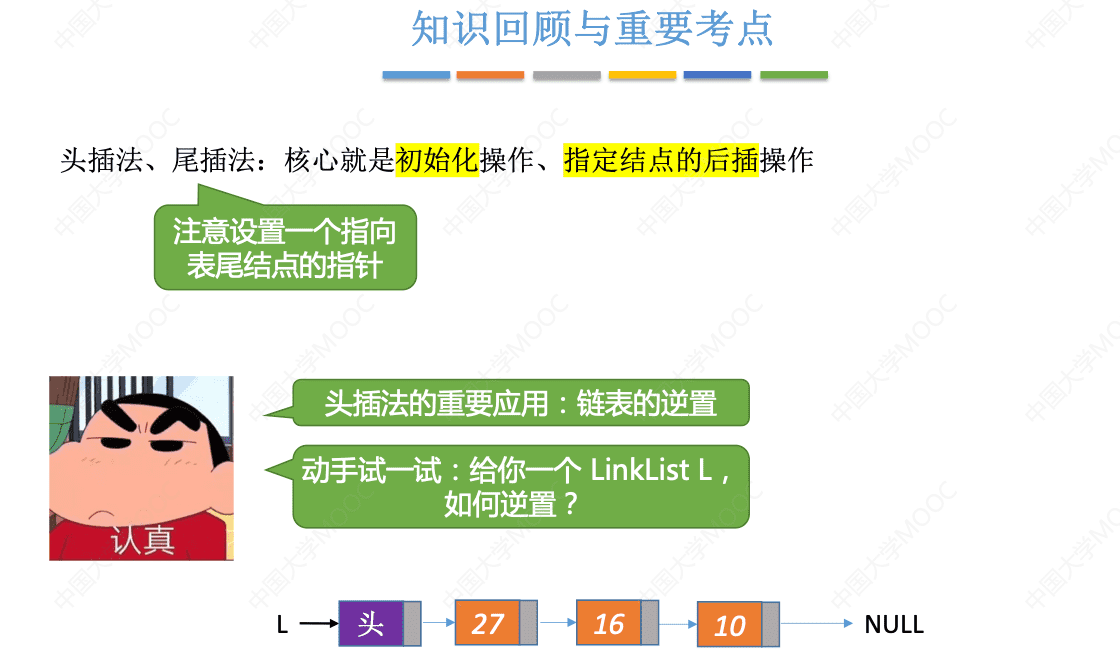 知识回顾与重要考点
头插法、尾插法：核心就是初始化操作、指定结点的后插操作
注意设置一个指向
表尾结点的指针
头插法的重要应用：链表的逆置
动手试一试：给你一个 LinkList L，
如何逆置？
认真
L 头 27 16 10 NULL
中国大学MOOC